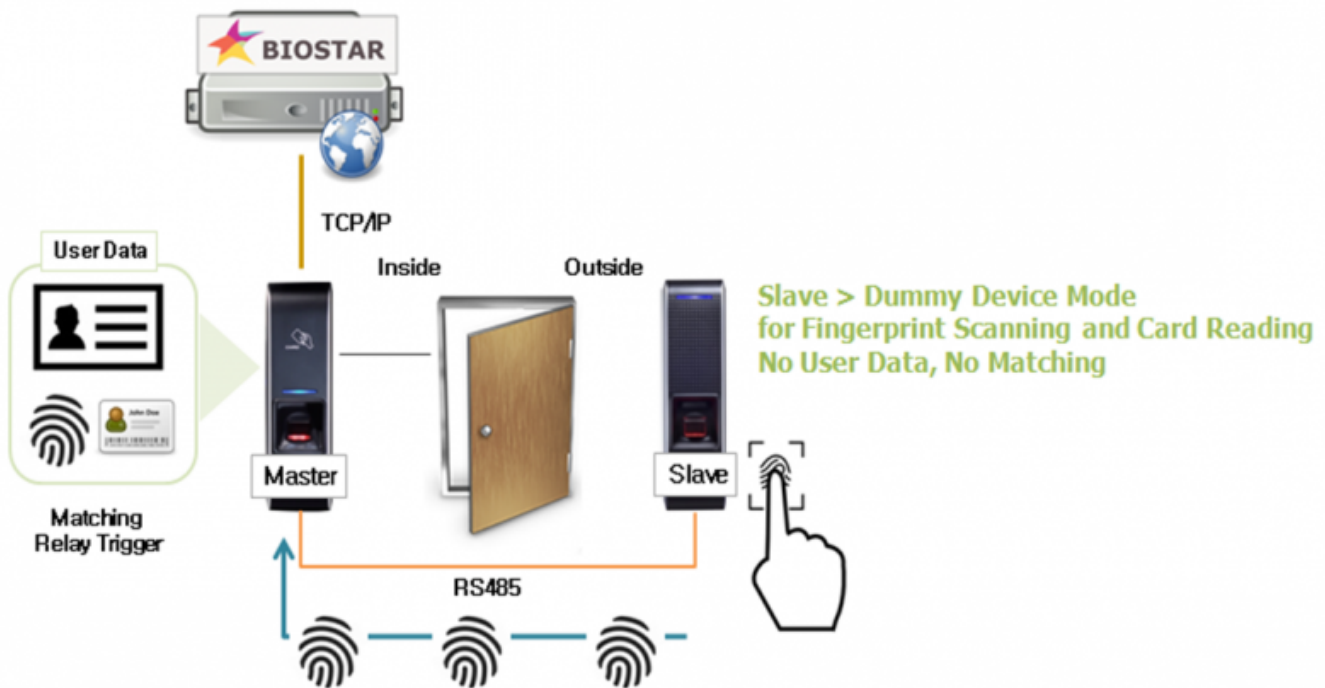 BIOSTAR
TCP/IP
User Data
Inside
Outside
Slave > Dummy Device Mode
for Fingerprint Scanning and Card Reading
No User Data, No Matching
John Doe
Master
Slave
Matching
Relay Trigger
RS485